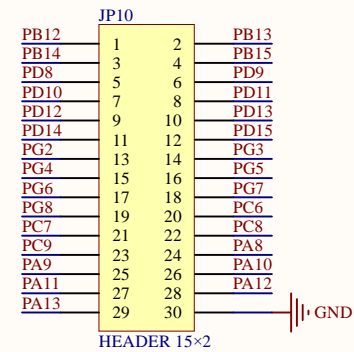 JP10
PB12 1 2 PB13
PB14 3 4 PB15
PD8 5 6 PD9
PD10 7 8 PD11
PD12 9 10 PD13
PD14 11 12 PD15
PG2 13 14 PG3
PG4 15 16 PG5
PG6 17 18 PG7
PG8 19 20 PC6
PC7 21 22 PC8
PC9 23 24 PA8
PA9 25 26 PA10
PA11 27 28 PA12
PA13 29 30 GND
HEADER 15×2